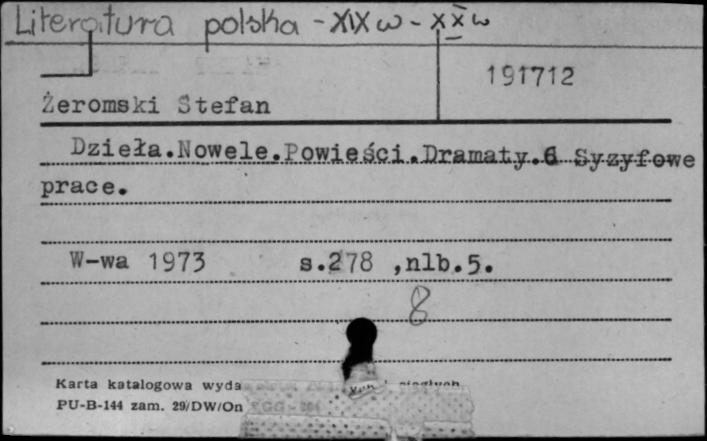 Literatura polska - XIX w - XX w
191712
Żeromski Stefan
Dzieła.Nowele.Powieści.Dramaty.6 Syzyfowe
prace.
W-wa 1973 s.278 ,nlb.5.
8
Karta katalogowa wyda
PU-B-144 zam. 29/DW/On